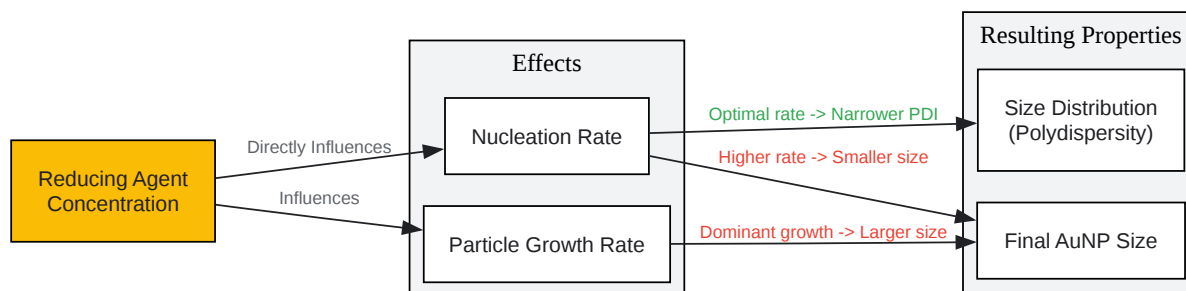 Reducing Agent
Concentration
Directly Influences
Influences
Effects
Nucleation Rate
Particle Growth Rate
Optimal rate -> Narrower PDI
Higher rate -> Smaller size
Dominant growth -> Larger size
Resulting Properties
Size Distribution
(Polydispersity)
Final AuNP Size